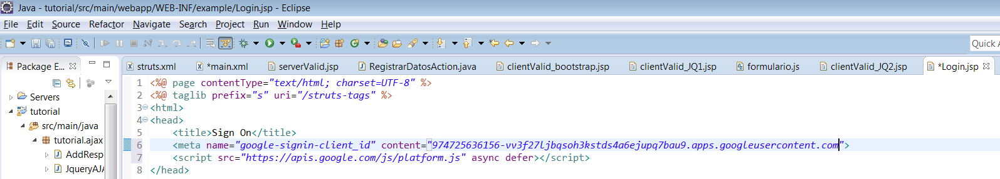 Java - tutorial/src/main/webapp/WEB-INF/example/Login.jsp - Eclipse
File Edit Source Refactor Navigate Search Project Run Window Help
Quick A
Package E...
struts.xml *main.xml serverValid.jsp RegistrarDatosAction.java clientValid_bootstrap.jsp clientValid_JQ1.jsp formulario.js clientValid_JQ2.jsp *Login.jsp
Servers
tutorial
src/main/java
tutorial.ajax
AddResp
JqueryAJA
1 <%@ page contentType="text/html; charset=UTF-8" %>
2 <%@ taglib prefix="s" uri="/struts-tags" %>
3 <html>
4 <head>
5 <title>Sign On</title>
6 <meta name="google-signin-client_id" content="974725636156-vv3f27ljbqsoh3kstds4a6ejupq7bau9.apps.googleusercontent.com">
7 <script src="https://apis.google.com/js/platform.js" async defer></script>
8 </head>